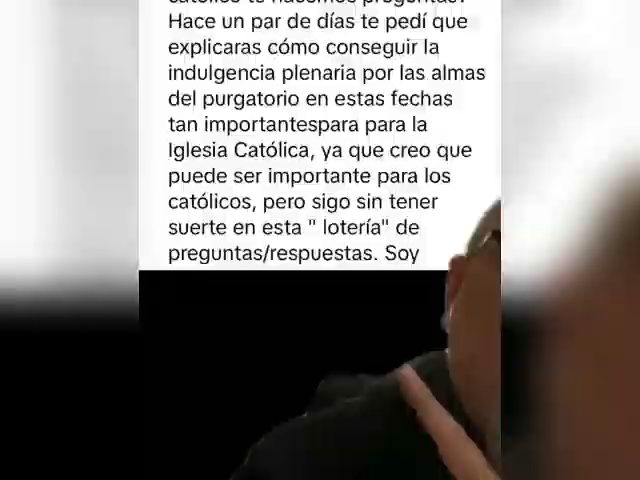 Hace un par de días te pedí que
explicaras cómo conseguir la
indulgencia plenaria por las almas
del purgatorio en estas fechas
tan importantespara para la
Iglesia Católica, ya que creo que
puede ser importante para los
católicos, pero sigo sin tener
suerte en esta " lotería" de
preguntas/respuestas. Soy